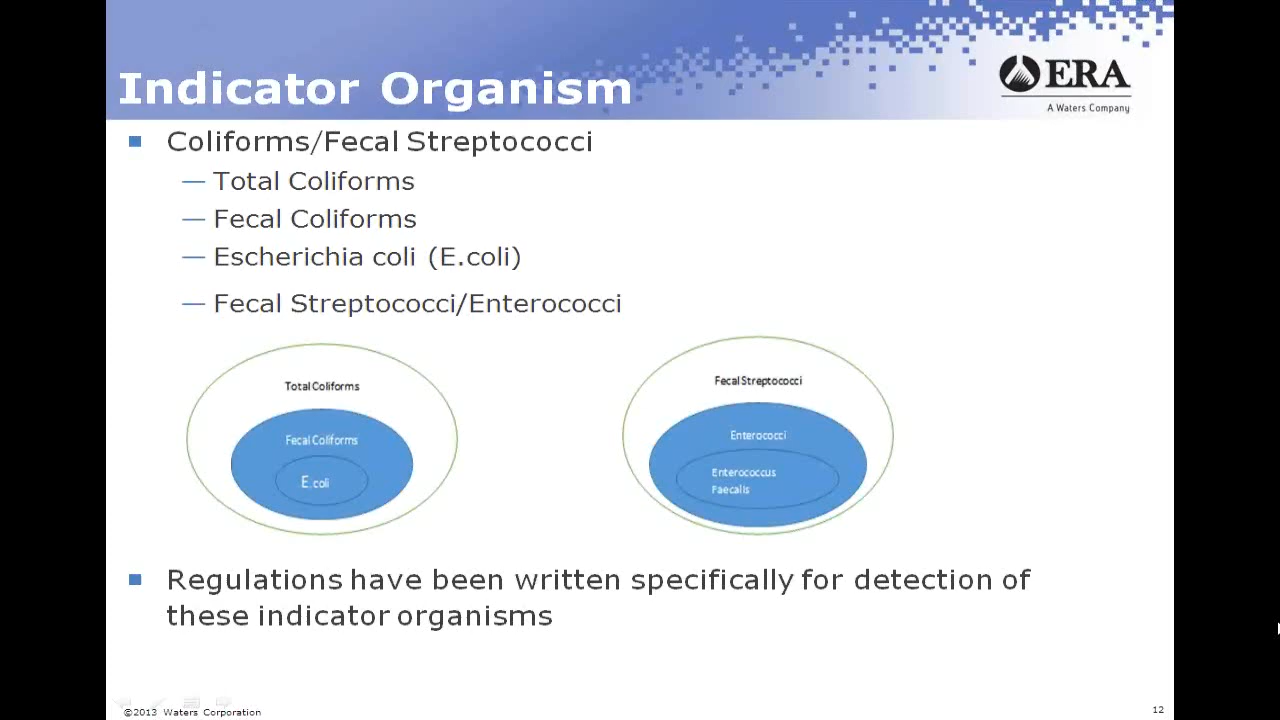 Indicator Organism
ERA
A Waters Company
Coliforms/Fecal Streptococci
— Total Coliforms
— Fecal Coliforms
— Escherichia coli (E.coli)
— Fecal Streptococci/Enterococci
Total Coliforms
Fecal Coliforms
E.coli
Fecal Streptococci
Enterococci
Enterococcus
Faecalis
Regulations have been written specifically for detection of
these indicator organisms
©2013 Waters Corporation
12